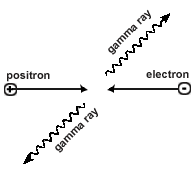 gamma ray
positron
electron
+
-
gamma ray